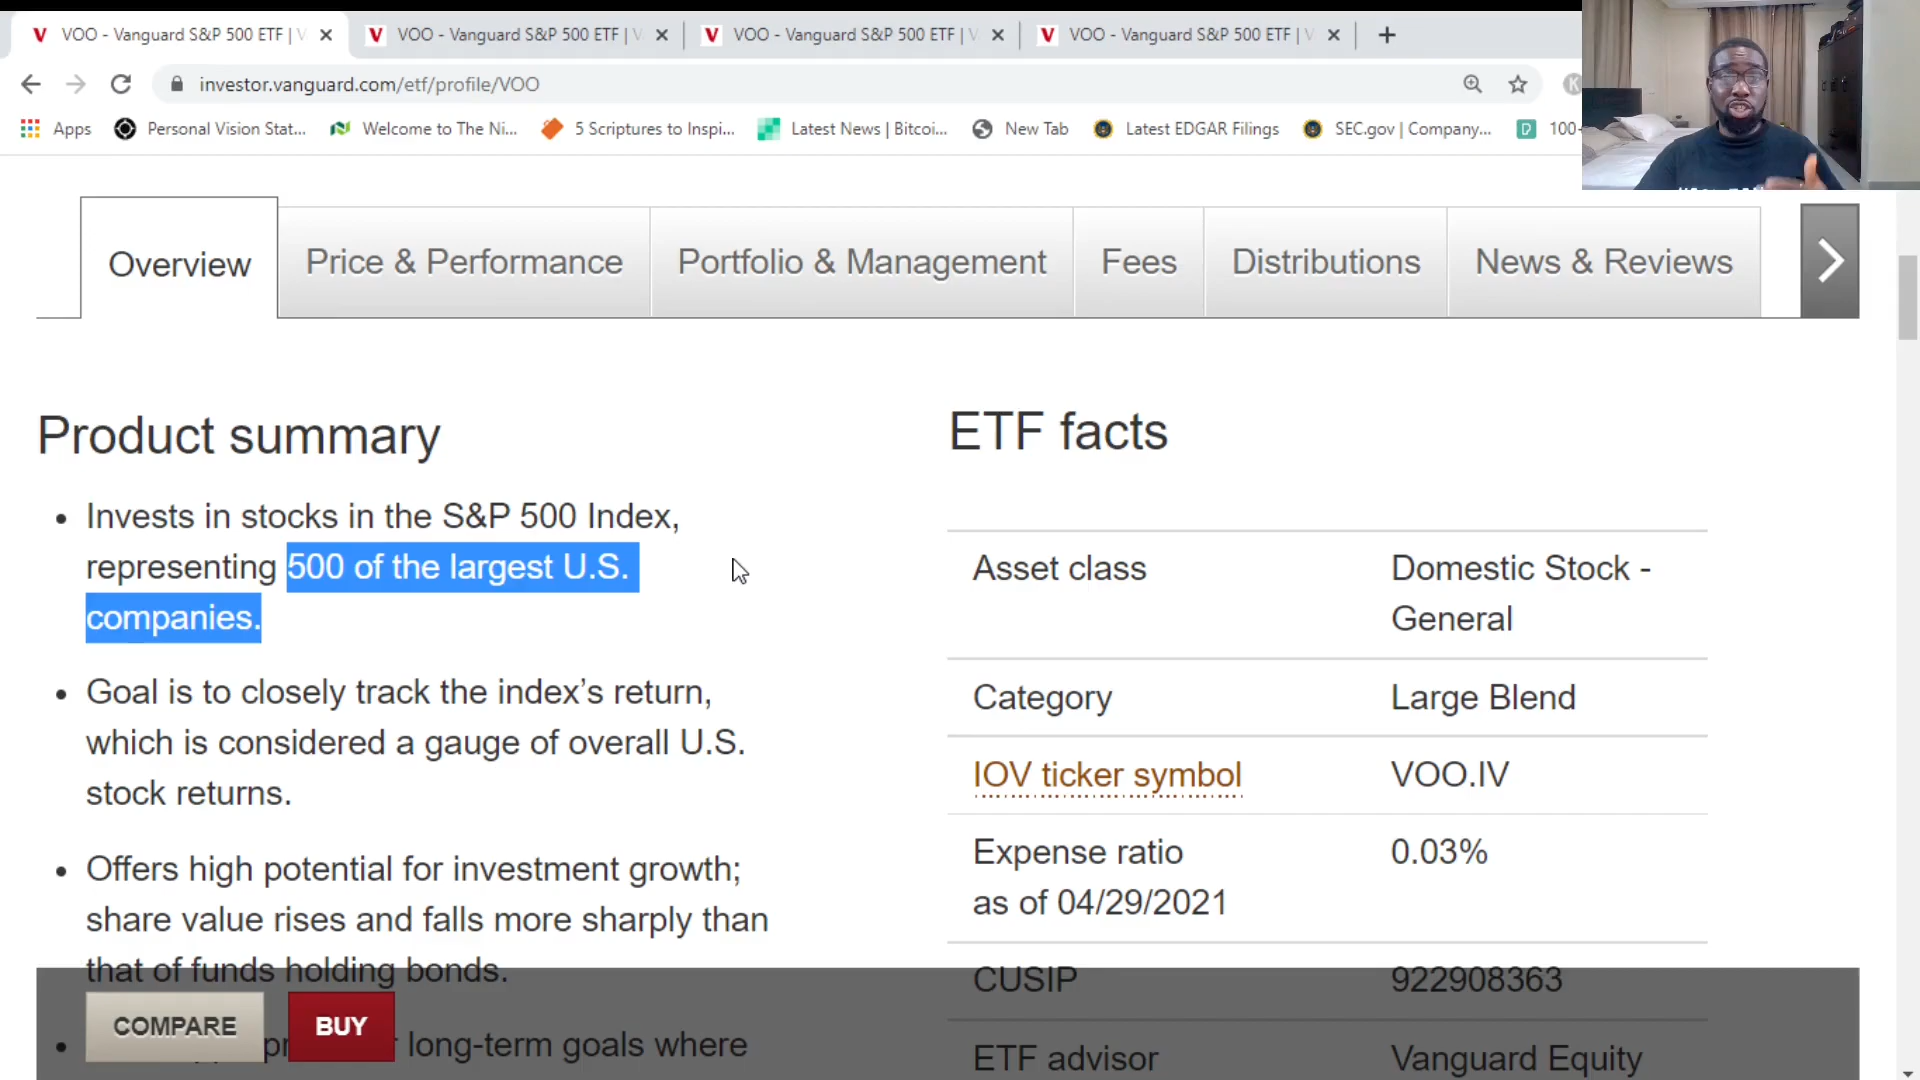 VOO - Vanguard S&P 500 ETF | V
VOO - Vanguard S&P 500 ETF | V
VOO - Vanguard S&P 500 ETF | V
VOO - Vanguard S&P 500 ETF | V
investor.vanguard.com/etf/profile/VOO
Apps
Personal Vision Stat...
Welcome to The Ni...
5 Scriptures to Inspi...
Latest News | Bitcoi...
New Tab
Latest EDGAR Filings
SEC.gov | Company...
100-
Overview
Price & Performance
Portfolio & Management
Fees
Distributions
News & Reviews
Product summary
• Invests in stocks in the S&P 500 Index,
representing 500 of the largest U.S.
companies.
• Goal is to closely track the index’s return,
which is considered a gauge of overall U.S.
stock returns.
• Offers high potential for investment growth;
share value rises and falls more sharply than
that of funds holding bonds.
long-term goals where
COMPARE
BUY
ETF facts
Asset class Domestic Stock -
General
Category Large Blend
IOV ticker symbol VOO.IV
Expense ratio 0.03%
as of 04/29/2021
CUSIP 922908363
ETF advisor Vanguard Equity